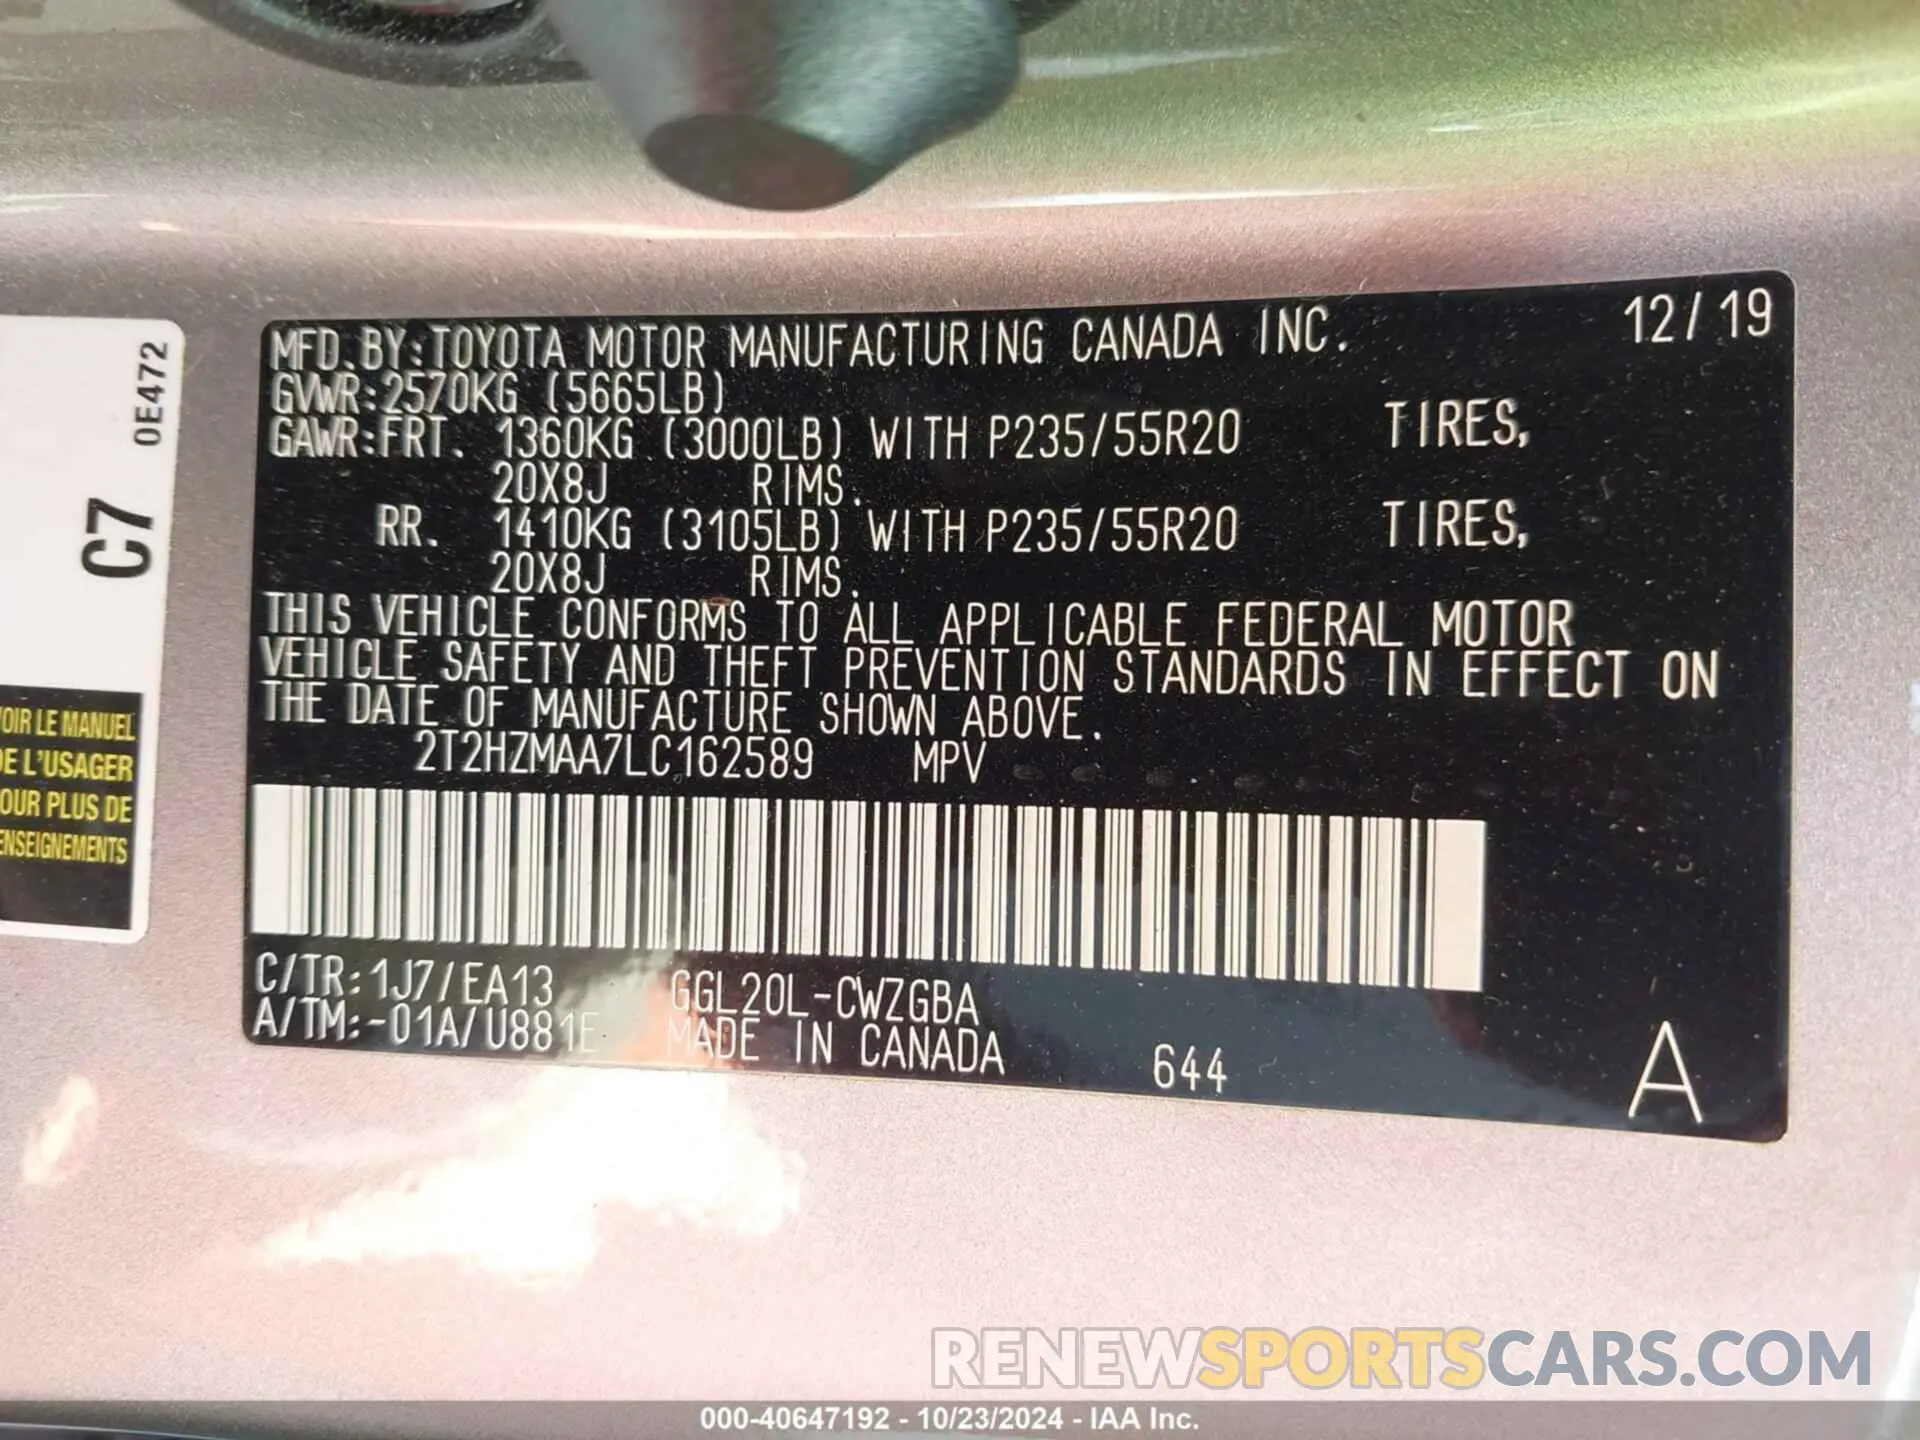 MFD. BY: TOYOTA MOTOR MANUFACTURING CANADA INC. 12/19
GVWR: 2570KG (5665LB)
GAWR: FRT. 1360KG (3000LB) WITH P235/55R20 TIRES,
20X8J RIMS.
RR. 1410KG (3105LB) WITH P235/55R20 TIRES,
20X8J RIMS.
THIS VEHICLE CONFORMS TO ALL APPLICABLE FEDERAL MOTOR
VEHICLE SAFETY AND THEFT PREVENTION STANDARDS IN EFFECT ON
THE DATE OF MANUFACTURE SHOWN ABOVE.
2T2HZMAA7LC162589 MPV
C/TR: 1J7/EA13 GGL20L-CWZGBA
A/TM: -01A/U881E MADE IN CANADA 644 A
0E472
C7
VOIR LE MANUEL
DE L'USAGER
POUR PLUS DE
RENSEIGNEMENTS
RENEWSPORTSCARS.COM
000-40647192 - 10/23/2024 - IAA Inc.